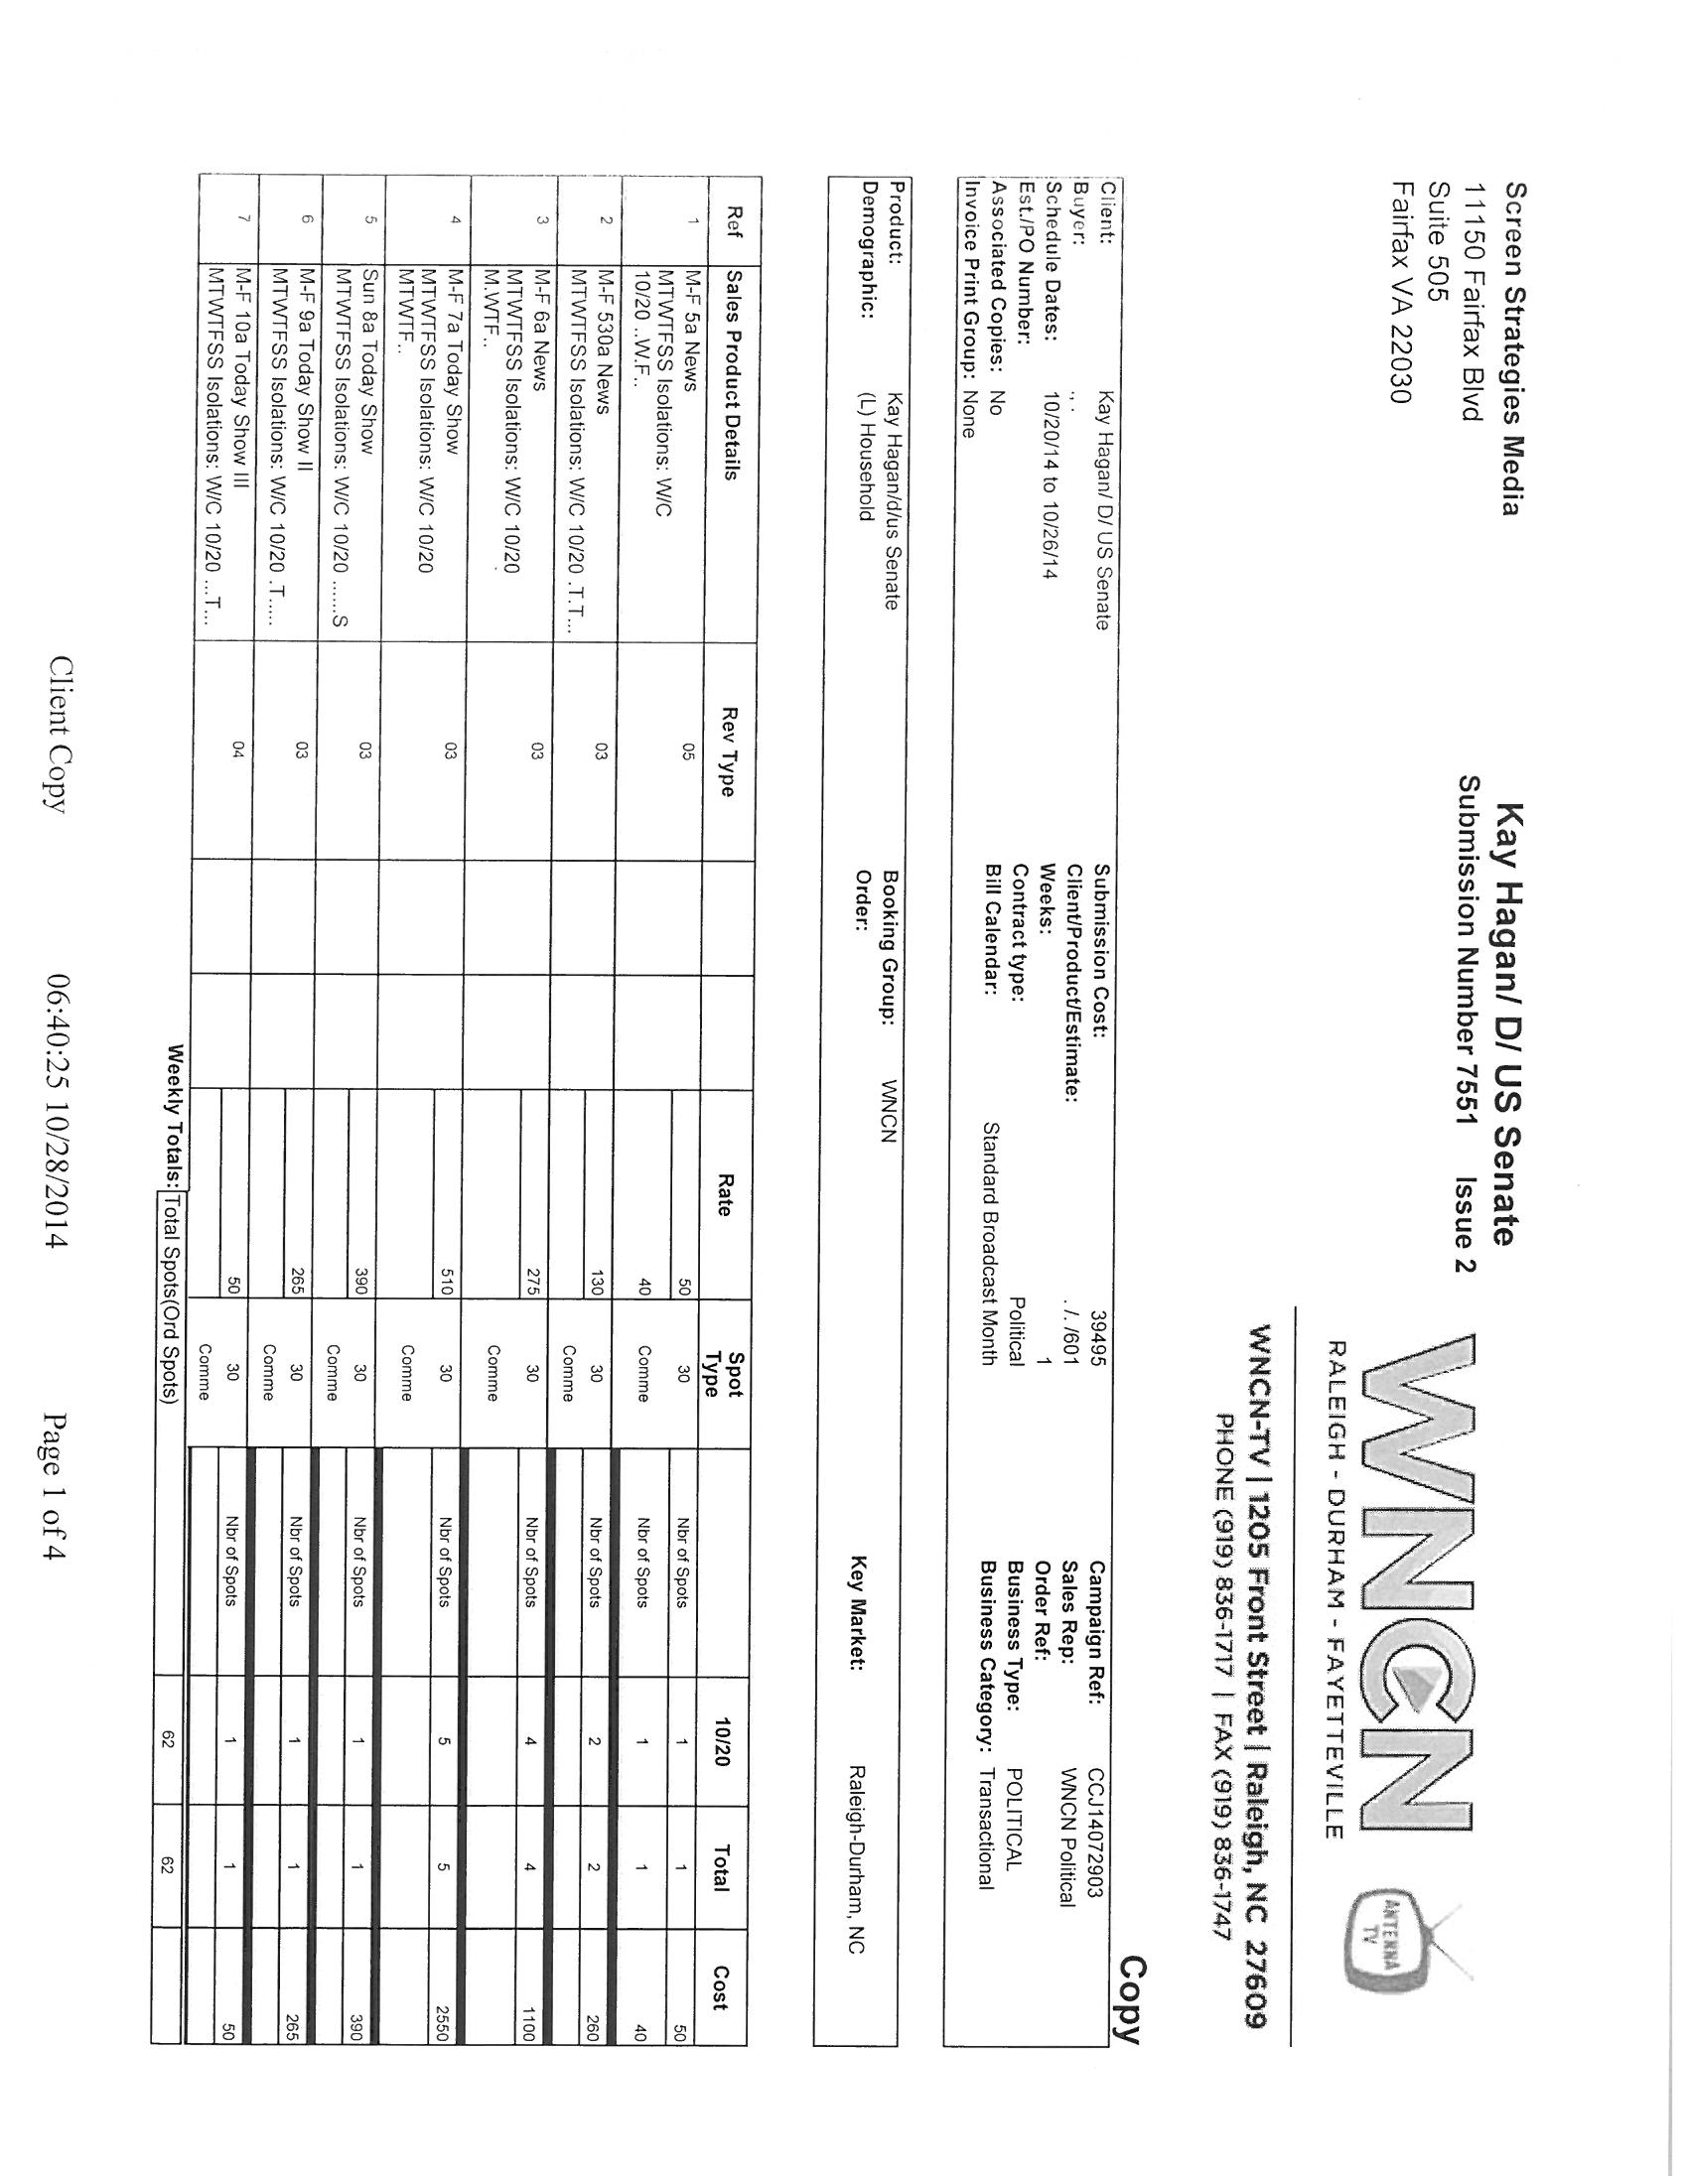 Screen Strategies Media
11150 Fairfax Blvd
Suite 505
Fairfax VA 22030
Kay Hagan/ D/ US Senate
Submission Number 7551 Issue 2
WNCN
RALEIGH - DURHAM - FAYETTEVILLE
ANTENNA
TV
WNCN-TV | 1205 Front Street | Raleigh, NC 27609
PHONE (919) 836-1717 | FAX (919) 836-1747
Copy
Client: Kay Hagan/ D/ US Senate Submission Cost: 39495 Campaign Ref: CCJ14072903
Buyer: ., . Client/Product/Estimate: . /. /601 Sales Rep: WNCN Political
Schedule Dates: 10/20/14 to 10/26/14 Weeks: 1 Order Ref:
Est./PO Number: Contract type: Political Business Type: POLITICAL
Associated Copies: No Bill Calendar: Standard Broadcast Month Business Category: Transactional
Invoice Print Group: None
Product: Kay Hagan/d/us Senate Booking Group: WNCN
Demographic: (L) Household Order: Key Market: Raleigh-Durham, NC
Ref Sales Product Details Rev Type Rate Spot Type 10/20 Total Cost
1 M-F 5a News 05 50 30 Nbr of Spots 1 1 50
MTWTFSS Isolations: W/C
10/20 ..W.F.. 40 Comme Nbr of Spots 1 1 40
2 M-F 530a News 03 130 30 Nbr of Spots 2 2 260
MTWTFSS Isolations: W/C 10/20 .T.T... Comme
3 M-F 6a News 03 275 30 Nbr of Spots 4 4 1100
MTWTFSS Isolations: W/C 10/20
M.WTF.. Comme
4 M-F 7a Today Show 03 510 30 Nbr of Spots 5 5 2550
MTWTFSS Isolations: W/C 10/20
MTWTF.. Comme
5 Sun 8a Today Show 03 390 30 Nbr of Spots 1 1 390
MTWTFSS Isolations: W/C 10/20 ......S Comme
6 M-F 9a Today Show II 03 265 30 Nbr of Spots 1 1 265
MTWTFSS Isolations: W/C 10/20 .T..... Comme
7 M-F 10a Today Show III 04 50 30 Nbr of Spots 1 1 50
MTWTFSS Isolations: W/C 10/20 ...T... Comme
Weekly Totals: Total Spots(Ord Spots) 62 62
Client Copy 06:40:25 10/28/2014 Page 1 of 4